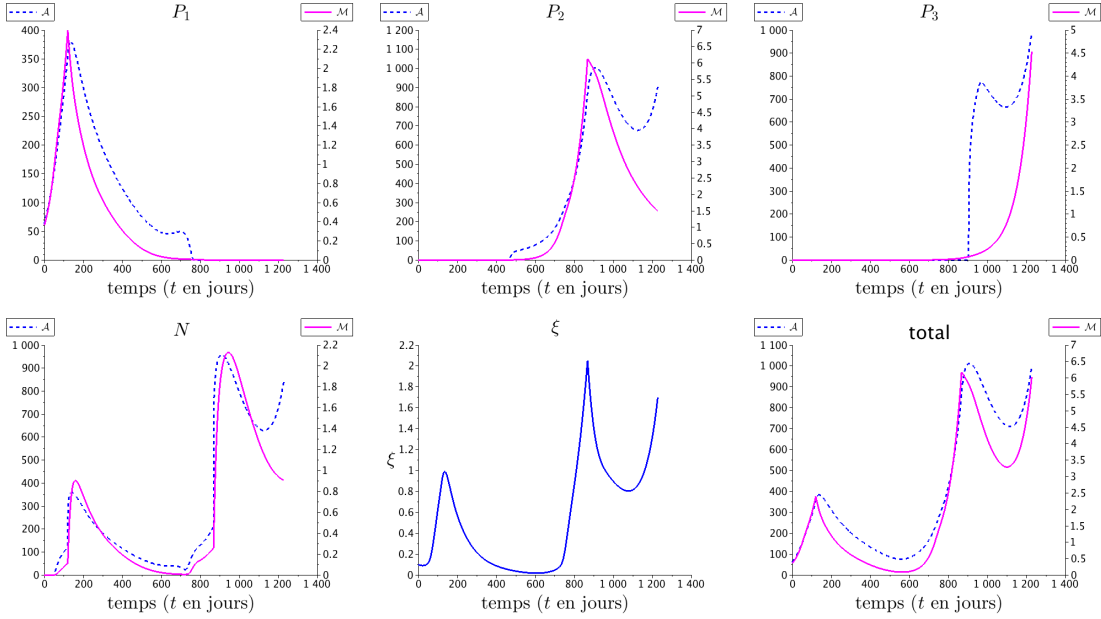 𝒜 P₁ ℳ
400 350 300 250 200 150 100 50 0
2.4 2.2 2 1.8 1.6 1.4 1.2 1 0.8 0.6 0.4 0.2 0
0 200 400 600 800 1 000 1 200 1 400
temps (t en jours)
𝒜 P₂ ℳ
1 200 1 100 1 000 900 800 700 600 500 400 300 200 100 0
7 6.5 6 5.5 5 4.5 4 3.5 3 2.5 2 1.5 1 0.5 0
0 200 400 600 800 1 000 1 200 1 400
temps (t en jours)
𝒜 P₃ ℳ
1 000 900 800 700 600 500 400 300 200 100 0
5 4.5 4 3.5 3 2.5 2 1.5 1 0.5 0
0 200 400 600 800 1 000 1 200 1 400
temps (t en jours)
𝒜 N ℳ
1 000 900 800 700 600 500 400 300 200 100 0
2.2 2 1.8 1.6 1.4 1.2 1 0.8 0.6 0.4 0.2 0
0 200 400 600 800 1 000 1 200 1 400
temps (t en jours)
ξ
2.2 2 1.8 1.6 1.4 1.2 1 0.8 0.6 0.4 0.2 0
ξ
0 200 400 600 800 1 000 1 200 1 400
temps (t en jours)
𝒜 total ℳ
1 000 900 800 700 600 500 400 300 200 100 0
7 6.5 6 5.5 5 4.5 4 3.5 3 2.5 2 1.5 1 0.5 0
0 200 400 600 800 1 000 1 200 1 400
temps (t en jours)